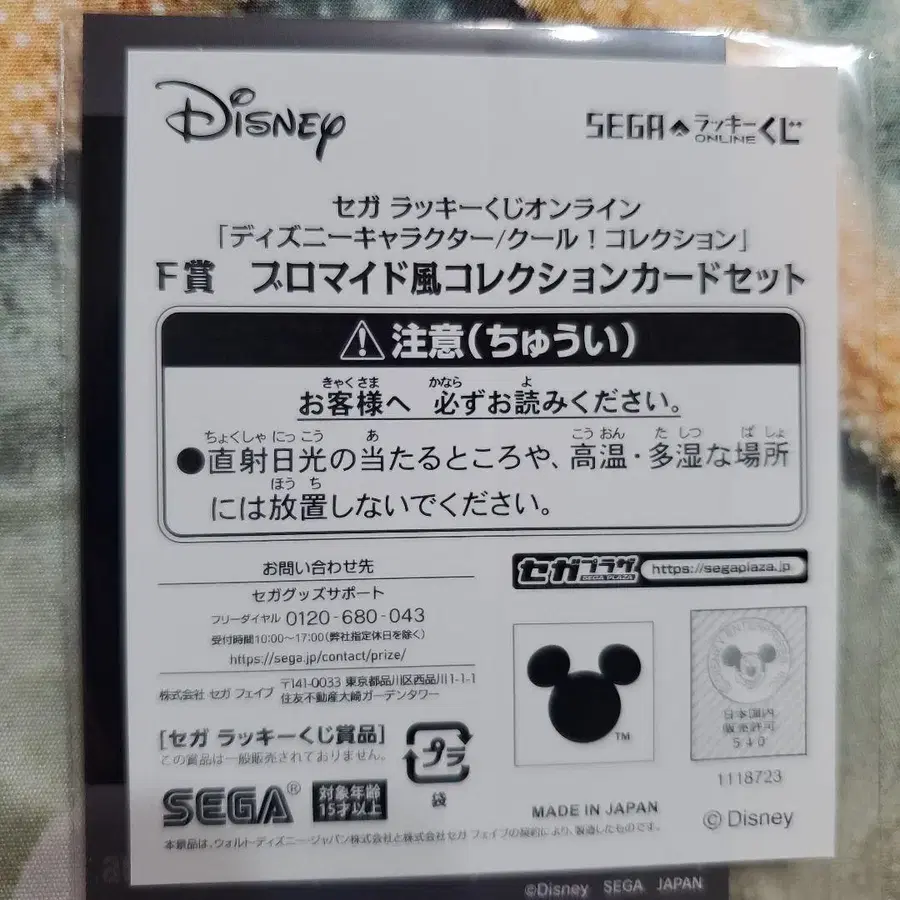 Disney
SEGA ラッキーくじ ONLINE
セガ ラッキーくじオンライン
「ディズニーキャラクター/クール！コレクション」
F賞 ブロマイド風コレクションカードセット
注意(ちゅうい)
きゃくさま かなら よ
お客様へ 必ずお読みください。
ちょくしゃ にっ こう あ こう おん た しつ ば しょ
●直射日光の当たるところや、高温・多湿な場所
ほう ち
には放置しないでください。
お問い合わせ先
セガグッズサポート
フリーダイヤル 0120-680-043
受付時間10:00～17:00(弊社指定休日を除く)
https://sega.jp/contact/prize/
株式会社 セガ フェイブ 〒141-0033 東京都品川区西品川1-1-1
住友不動産大崎ガーデンタワー
セガプラザ SEGA PLAZA https://segaplaza.jp
TM
日本国内
販売許可
540
1118723
[セガ ラッキーくじ賞品]
この賞品は一般販売されておりません。
プラ
袋
SEGA®
対象年齢
15才以上
MADE IN JAPAN
©Disney
本景品は、ウォルト・ディズニー・ジャパン株式会社と株式会社セガ フェイブの契約により、製造したものです。
©Disney SEGA JAPAN